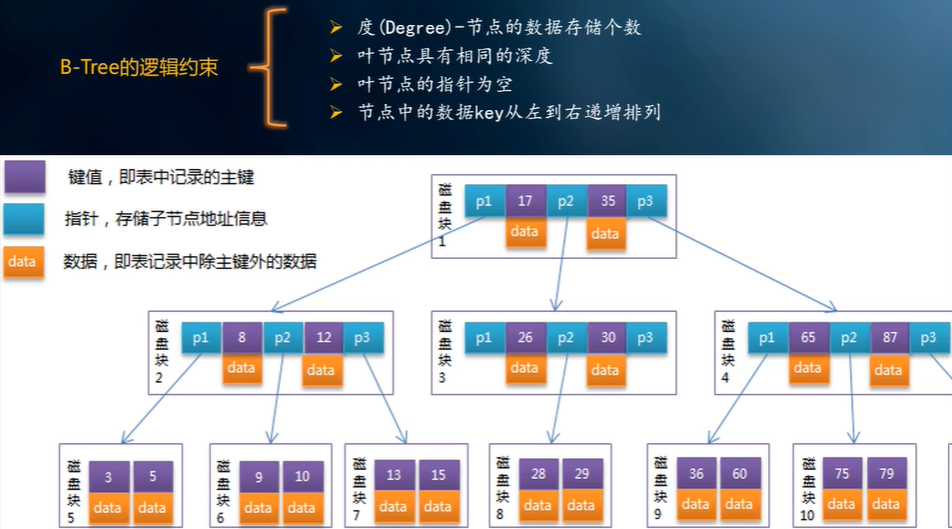 B-Tree的逻辑约束
度(Degree)-节点的数据存储个数
叶节点具有相同的深度
叶节点的指针为空
节点中的数据key从左到右递增排列
键值，即表中记录的主键
指针，存储子节点地址信息
data 数据，即表记录中除主键外的数据
磁盘块1
p1 17 p2 35 p3
data data
磁盘块2
p1 8 p2 12 p3
data data
磁盘块3
p1 26 p2 30 p3
data data
磁盘块4
p1 65 p2 87 p3
data data
磁盘块5
3 5
data data
磁盘块6
9 10
data data
磁盘块7
13 15
data data
磁盘块8
28 29
data data
磁盘块9
36 60
data data
磁盘块10
75 79
data data